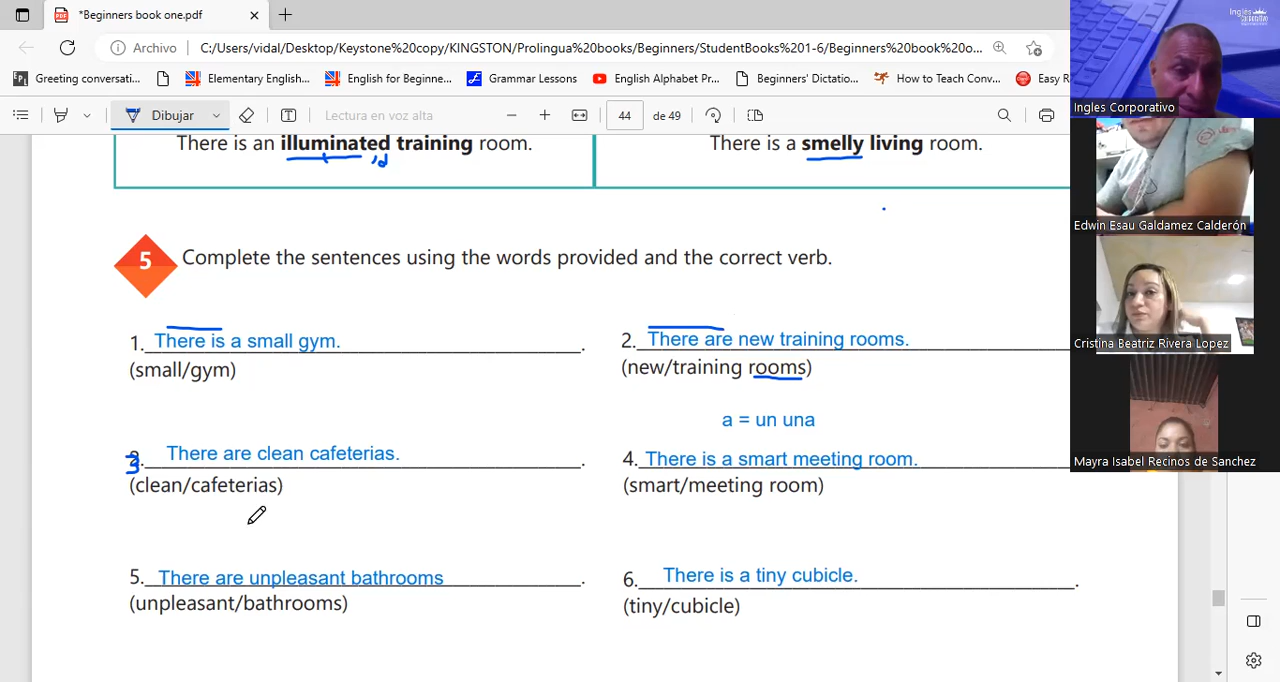 *Beginners book one.pdf
Archivo C:/Users/vidal/Desktop/Keystone%20copy/KINGSTON/Prolingua%20books/Beginners/StudentBooks%201-6/Beginners%20book%20o...
Greeting conversati... Elementary English... English for Beginne... Grammar Lessons English Alphabet Pr... Beginners' Dictatio... How to Teach Conv... Easy R
Dibujar Lectura en voz alta 44 de 49
There is an illuminated training room. There is a smelly living room.
'd
5 Complete the sentences using the words provided and the correct verb.
1. There is a small gym. .
(small/gym)
2. There are new training rooms.
(new/training rooms)
a = un una
3 There are clean cafeterias. .
(clean/cafeterias)
4. There is a smart meeting room.
(smart/meeting room)
5. There are unpleasant bathrooms .
(unpleasant/bathrooms)
6. There is a tiny cubicle. .
(tiny/cubicle)
Inglés
CORPORATIVO
Ingles Corporativo
Edwin Esau Galdamez Calderón
Cristina Beatriz Rivera Lopez
Mayra Isabel Recinos de Sanchez